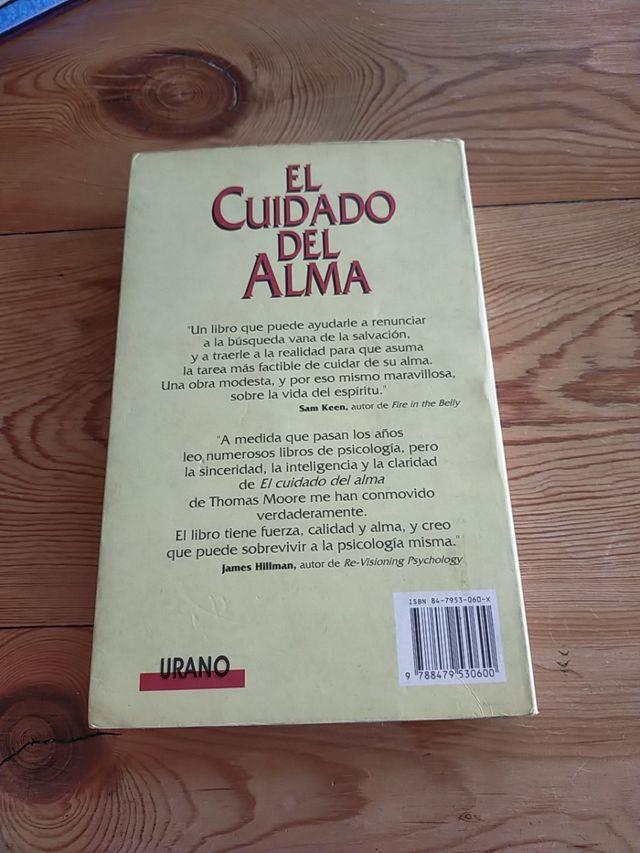 EL
CUIDADO
DEL
ALMA
"Un libro que puede ayudarle a renunciar
a la búsqueda vana de la salvación,
y a traerle a la realidad para que asuma
la tarea más factible de cuidar de su alma.
Una obra modesta, y por eso mismo maravillosa,
sobre la vida del espíritu."
Sam Keen, autor de Fire in the Belly
"A medida que pasan los años
leo numerosos libros de psicología, pero
la sinceridad, la inteligencia y la claridad
de El cuidado del alma
de Thomas Moore me han conmovido
verdaderamente.
El libro tiene fuerza, calidad y alma, y creo
que puede sobrevivir a la psicología misma."
James Hillman, autor de Re-Visioning Psychology
ISBN 84-7953-060-X
9 788479 530600
URANO